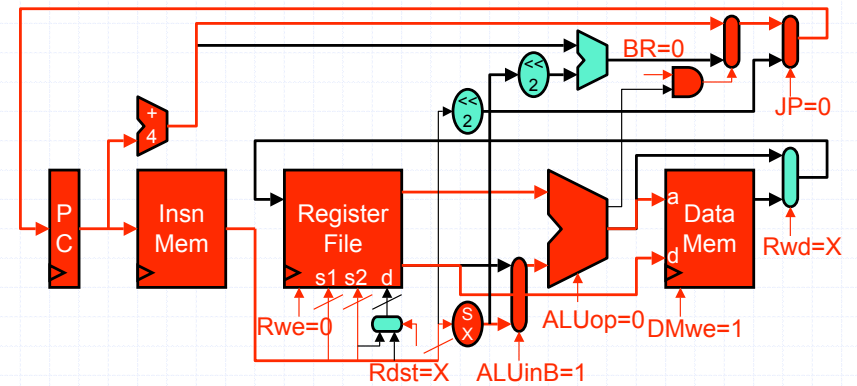 BR=0
<<
2
<<
2
JP=0
+
4
P
C
Insn
Mem
Register
File
s1 s2 d
a
d
Data
Mem
Rwd=X
Rwe=0
S
X
ALUop=0
DMwe=1
Rdst=X
ALUinB=1